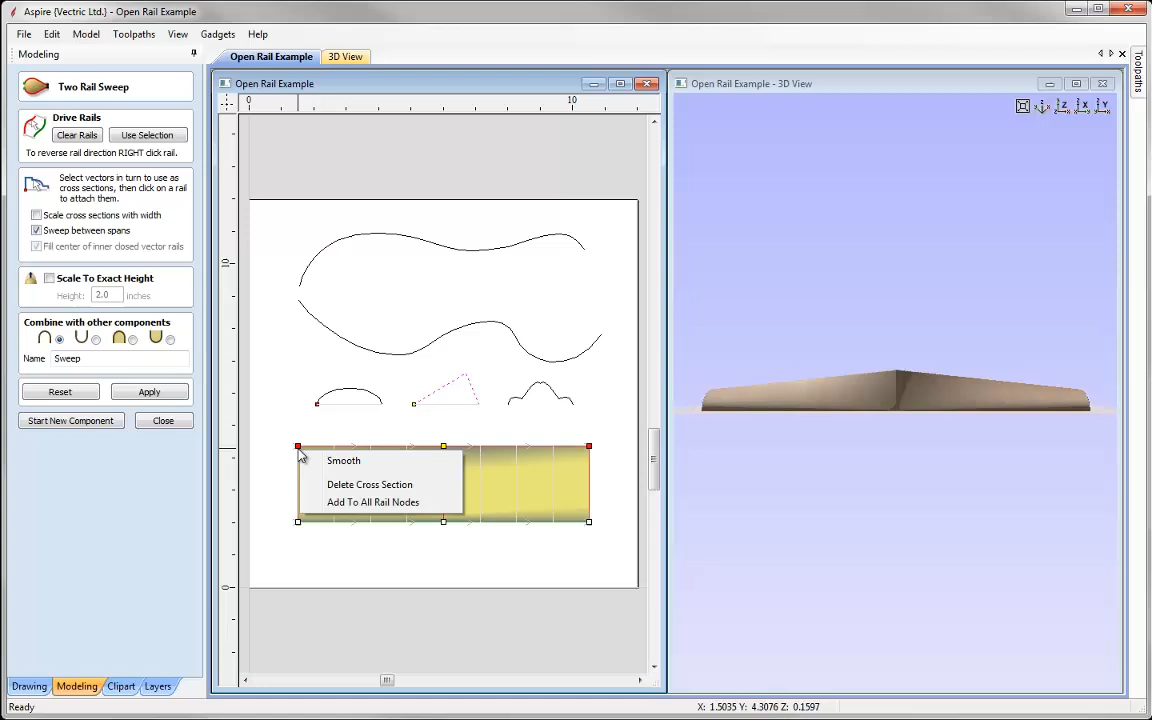 Aspire {Vectric Ltd.} - Open Rail Example
File Edit Model Toolpaths View Gadgets Help
Modeling
Open Rail Example
3D View
Toolpaths
Two Rail Sweep
Open Rail Example
Open Rail Example - 3D View
0
10
Z
X
Y
Drive Rails
Clear Rails
Use Selection
To reverse rail direction RIGHT click rail.
Select vectors in turn to use as
cross sections, then click on a rail
to attach them.
Scale cross sections with width
Sweep between spans
Fill center of inner closed vector rails
10
Scale To Exact Height
Height: 2.0 inches
Combine with other components
Name Sweep
Reset
Apply
Start New Component
Close
Smooth
Delete Cross Section
Add To All Rail Nodes
0
Drawing
Modeling
Clipart
Layers
Ready
X: 1.5035 Y: 4.3076 Z: 0.1597